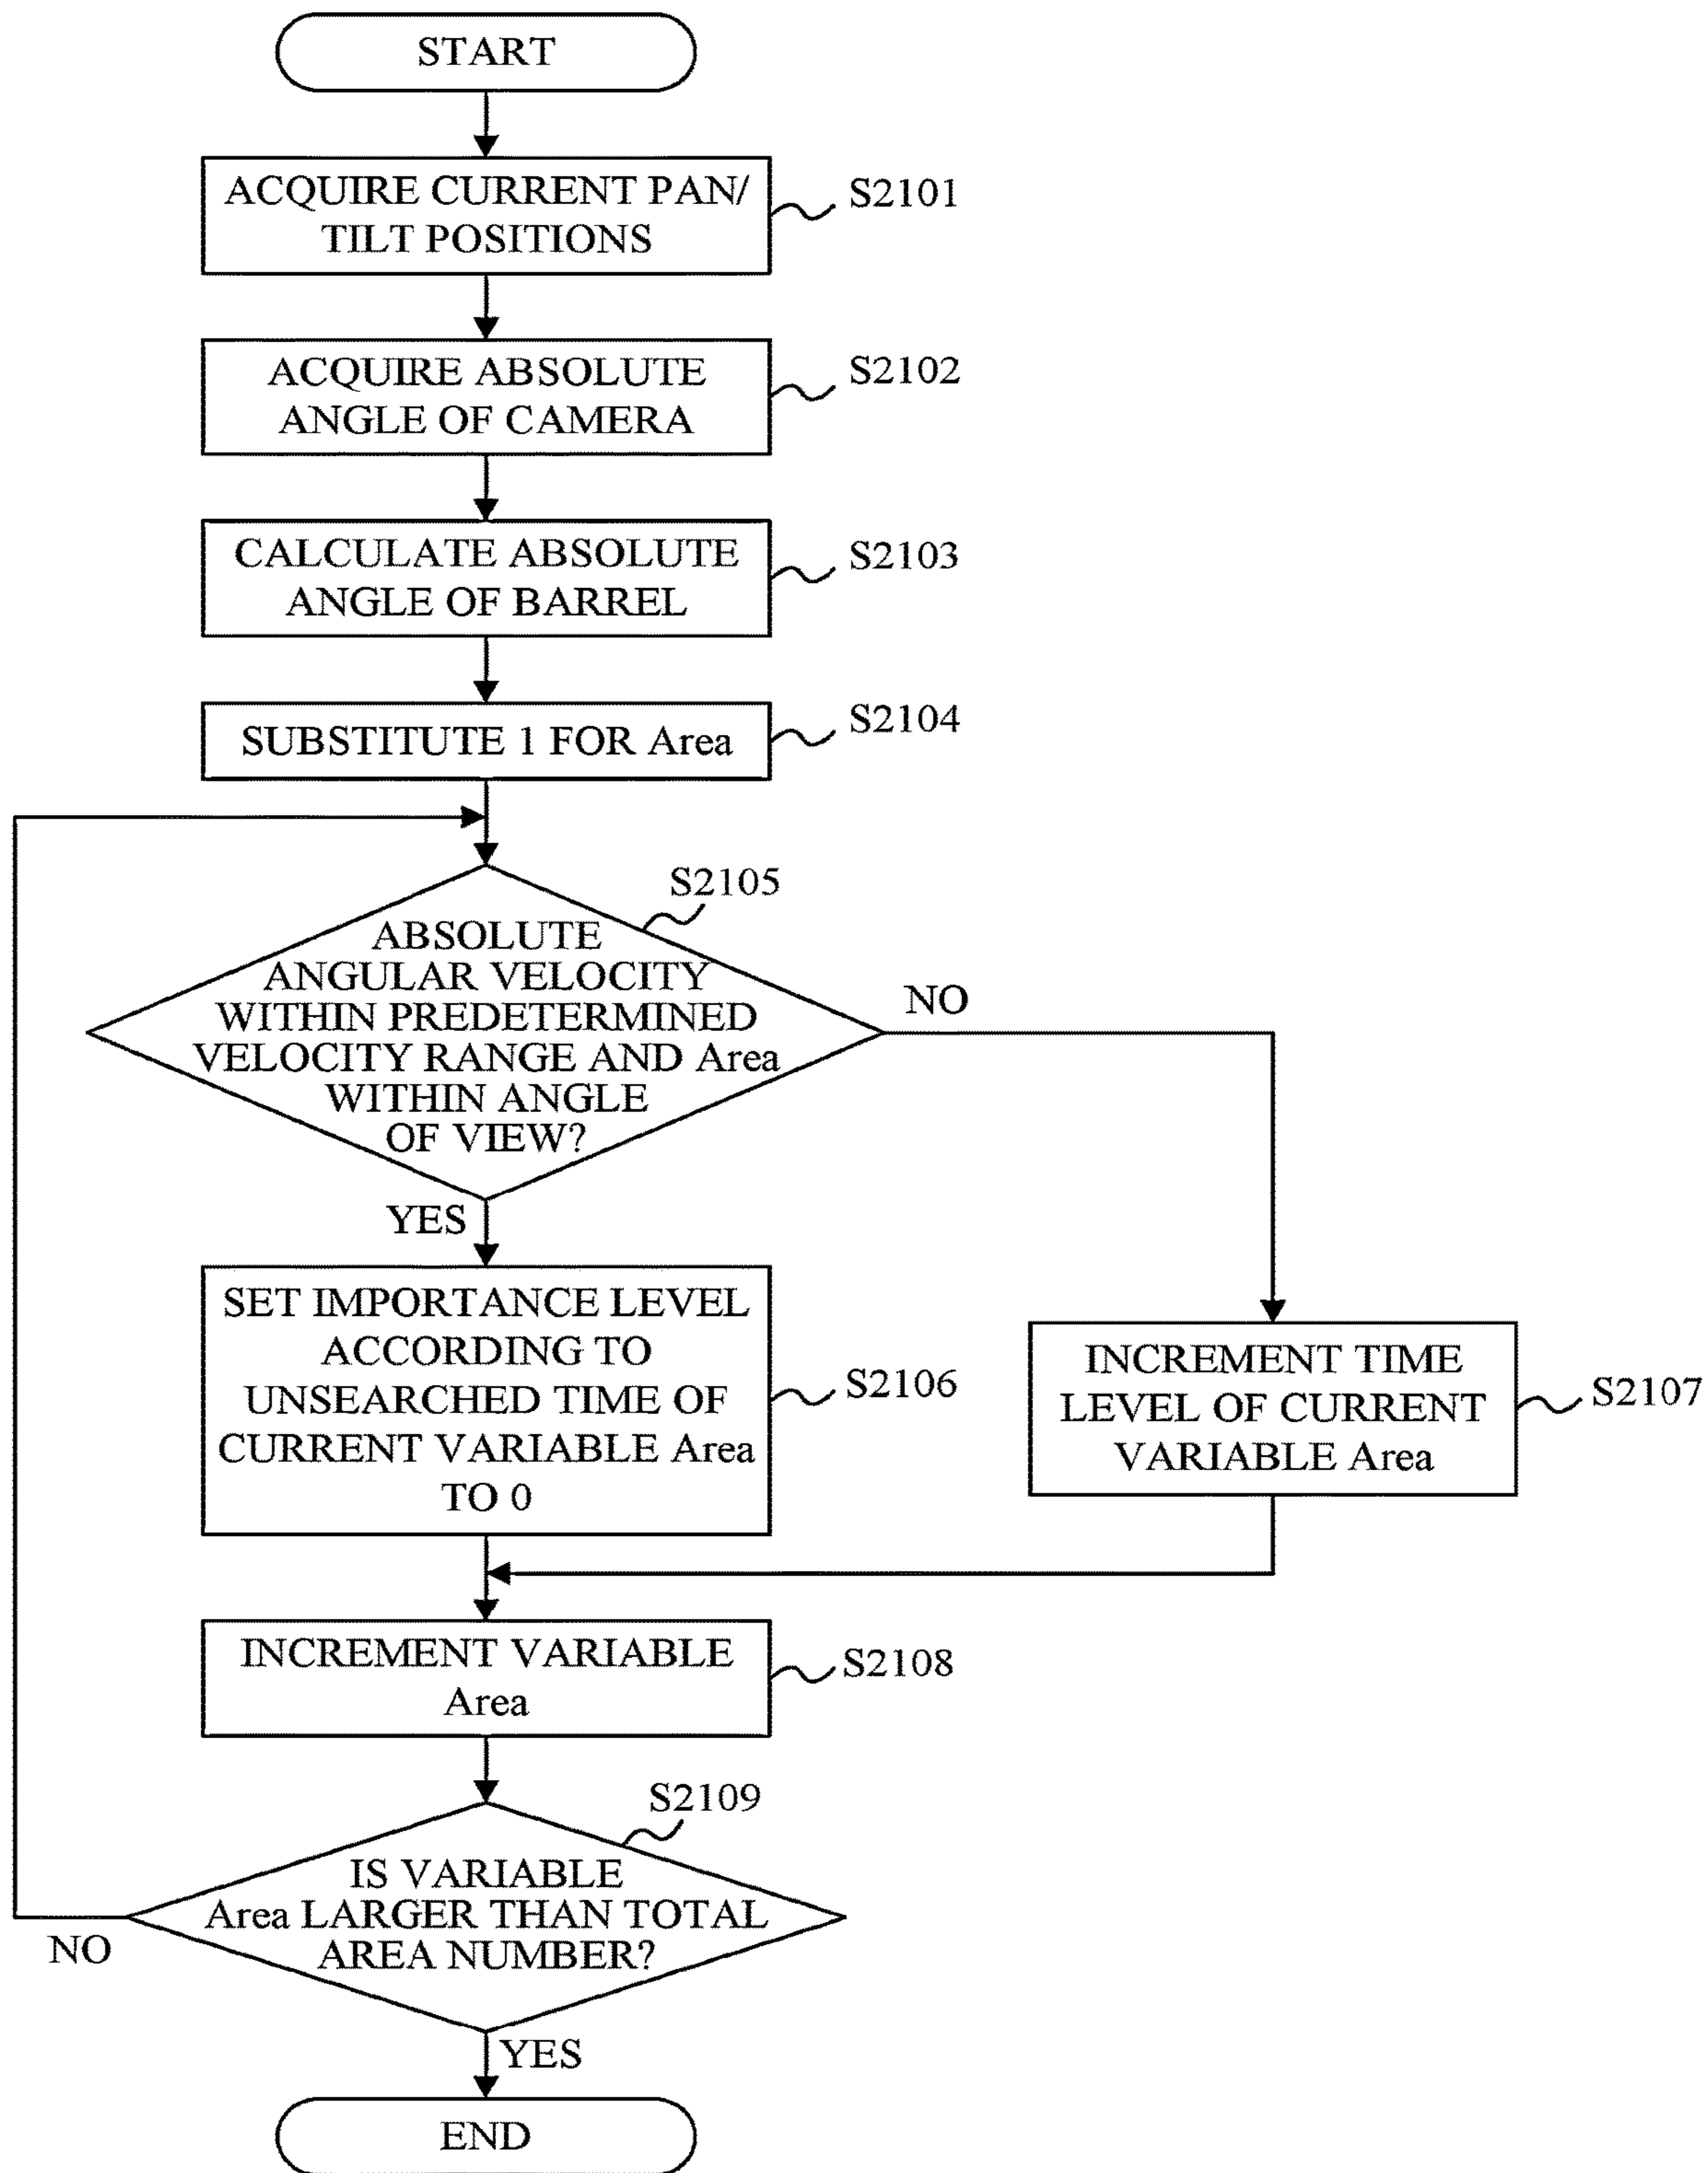 START
ACQUIRE CURRENT PAN/
TILT POSITIONS
S2101
ACQUIRE ABSOLUTE
ANGLE OF CAMERA
S2102
CALCULATE ABSOLUTE
ANGLE OF BARREL
S2103
SUBSTITUTE 1 FOR Area
S2104
S2105
ABSOLUTE
ANGULAR VELOCITY
WITHIN PREDETERMINED
VELOCITY RANGE AND Area
WITHIN ANGLE
OF VIEW?
NO
YES
SET IMPORTANCE LEVEL
ACCORDING TO
UNSEARCHED TIME OF
CURRENT VARIABLE Area
TO 0
S2106
INCREMENT TIME
LEVEL OF CURRENT
VARIABLE Area
S2107
INCREMENT VARIABLE
Area
S2108
S2109
IS VARIABLE
Area LARGER THAN TOTAL
AREA NUMBER?
NO
YES
END